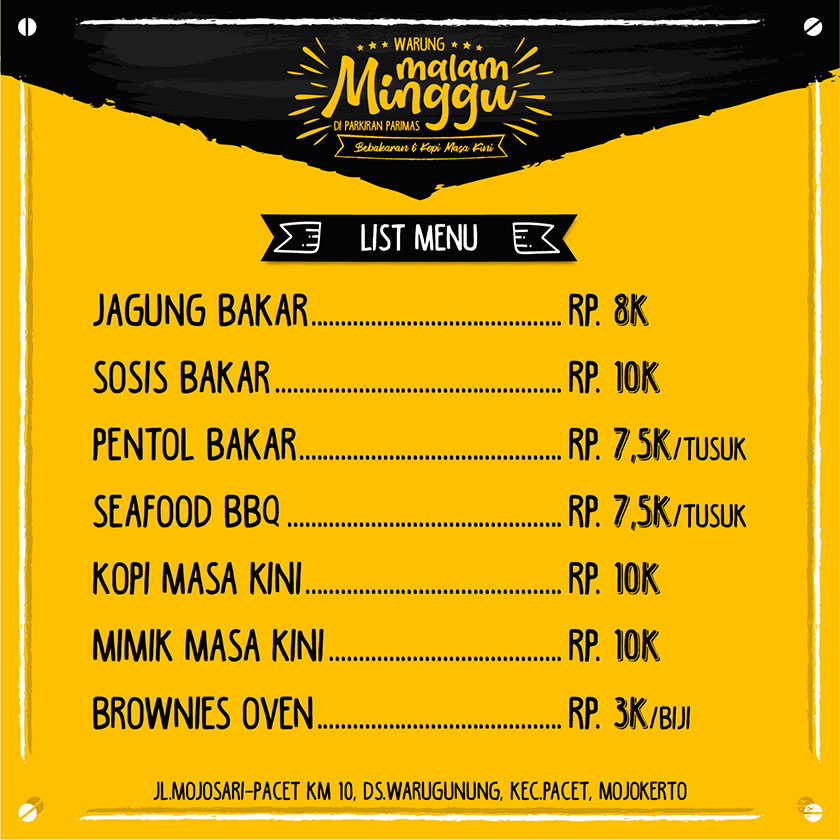 WARUNG
malam
Minggu
DI PARKIRAN PARIMAS
Bebakaran & Kopi Masa Kini
LIST MENU
JAGUNG BAKAR.......................................... RP. 8K
SOSIS BAKAR................................................ RP. 10K
PENTOL BAKAR............................................ RP. 7,5K/TUSUK
SEAFOOD BBQ .............................................. RP. 7,5K/TUSUK
KOPI MASA KINI........................................... RP. 10K
MIMIK MASA KINI....................................... RP. 10K
BROWNIES OVEN......................................... RP. 3K/BIJI
JL.MOJOSARI-PACET KM 10, DS.WARUGUNUNG, KEC.PACET, MOJOKERTO